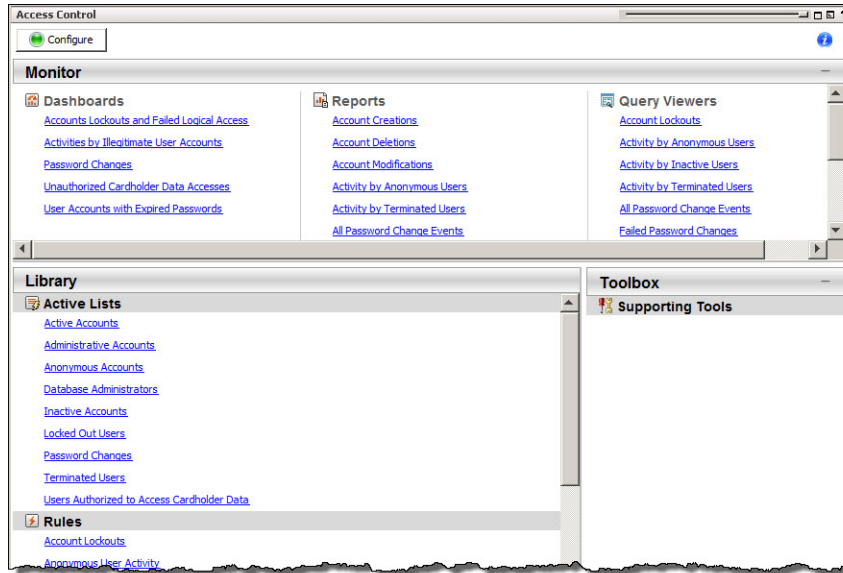 Access Control
Configure
Monitor
Dashboards
Accounts Lockouts and Failed Logical Access
Activities by Illegitimate User Accounts
Password Changes
Unauthorized Cardholder Data Accesses
User Accounts with Expired Passwords
Reports
Account Creations
Account Deletions
Account Modifications
Activity by Anonymous Users
Activity by Terminated Users
All Password Change Events
Query Viewers
Account Lockouts
Activity by Anonymous Users
Activity by Inactive Users
Activity by Terminated Users
All Password Change Events
Failed Password Changes
Library
Active Lists
Active Accounts
Administrative Accounts
Anonymous Accounts
Database Administrators
Inactive Accounts
Locked Out Users
Password Changes
Terminated Users
Users Authorized to Access Cardholder Data
Rules
Account Lockouts
Anonymous User Activity
Toolbox
Supporting Tools